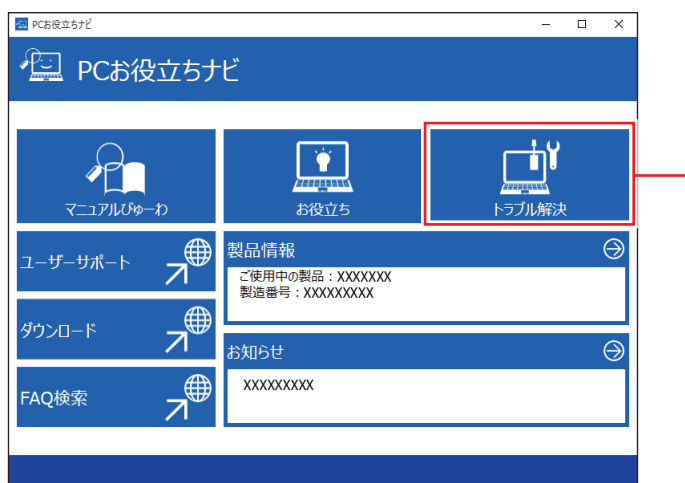 PCお役立ちナビ
PCお役立ちナビ
マニュアルびゅーわ
お役立ち
トラブル解決
ユーザーサポート
製品情報
ご使用中の製品：XXXXXXX
製造番号：XXXXXXXXX
ダウンロード
お知らせ
XXXXXXXXX
FAQ検索